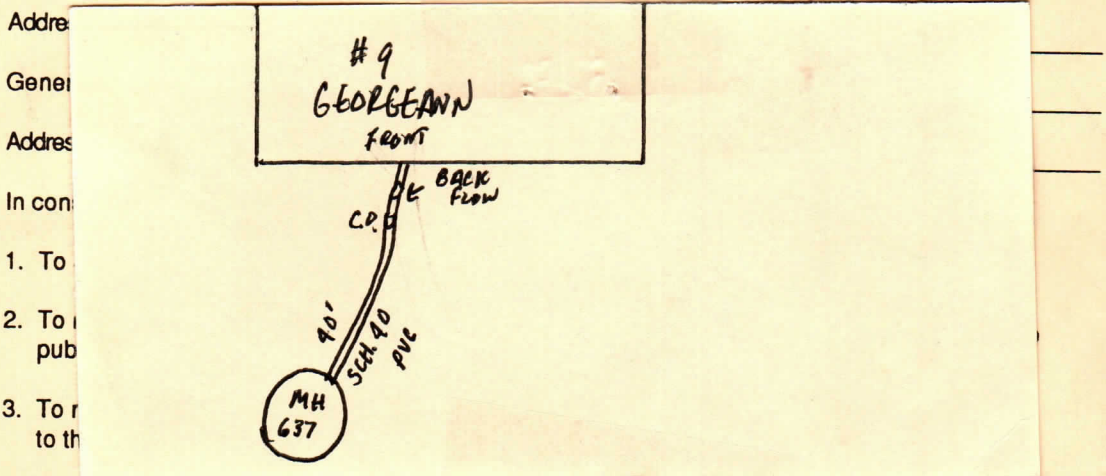 Addre
Gener
Addres
In con
1. To
2. To
pub
3. To r
to th
#9
GEORGEANN
FRONT
BACK
FLOW
C.O.
40'
SCH. 40
PVC
MH
637